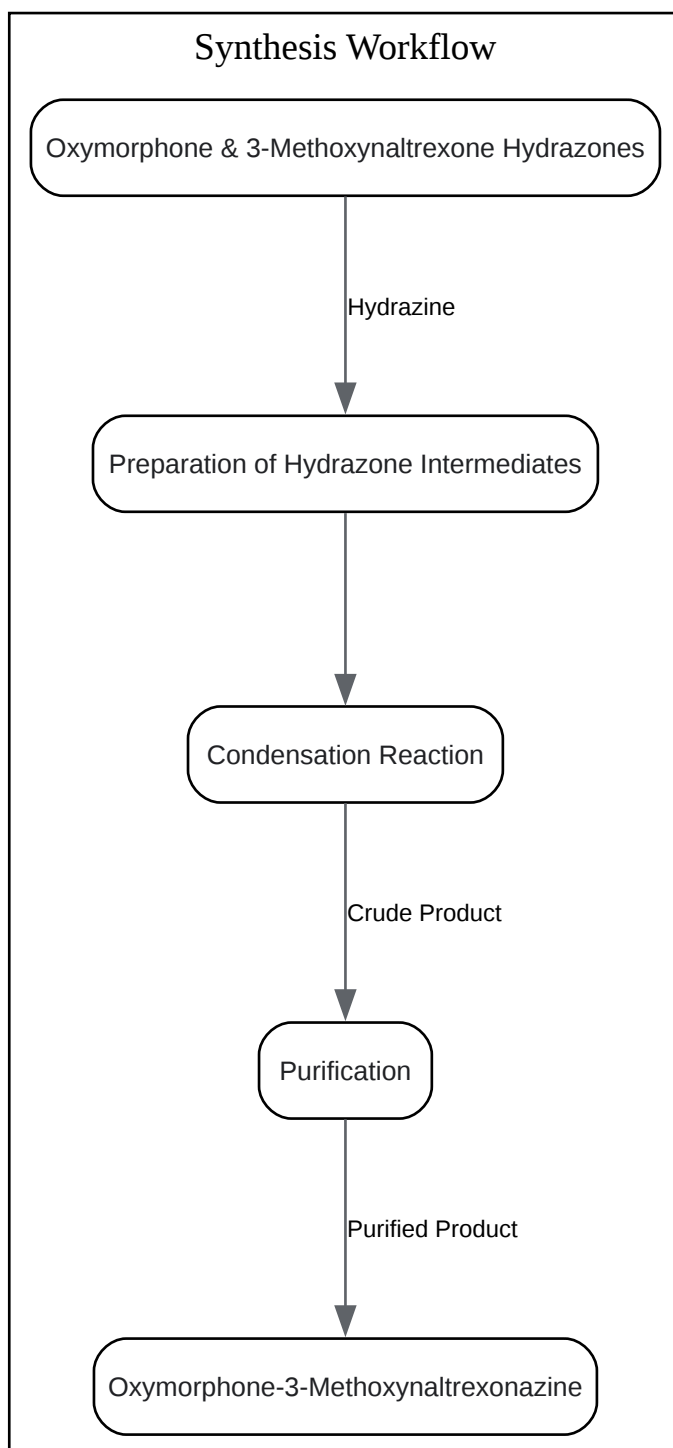 Synthesis Workflow
Oxymorphone & 3-Methoxynaltrexone Hydrazones
Hydrazine
Preparation of Hydrazone Intermediates
Condensation Reaction
Crude Product
Purification
Purified Product
Oxymorphone-3-Methoxynaltrexonazine